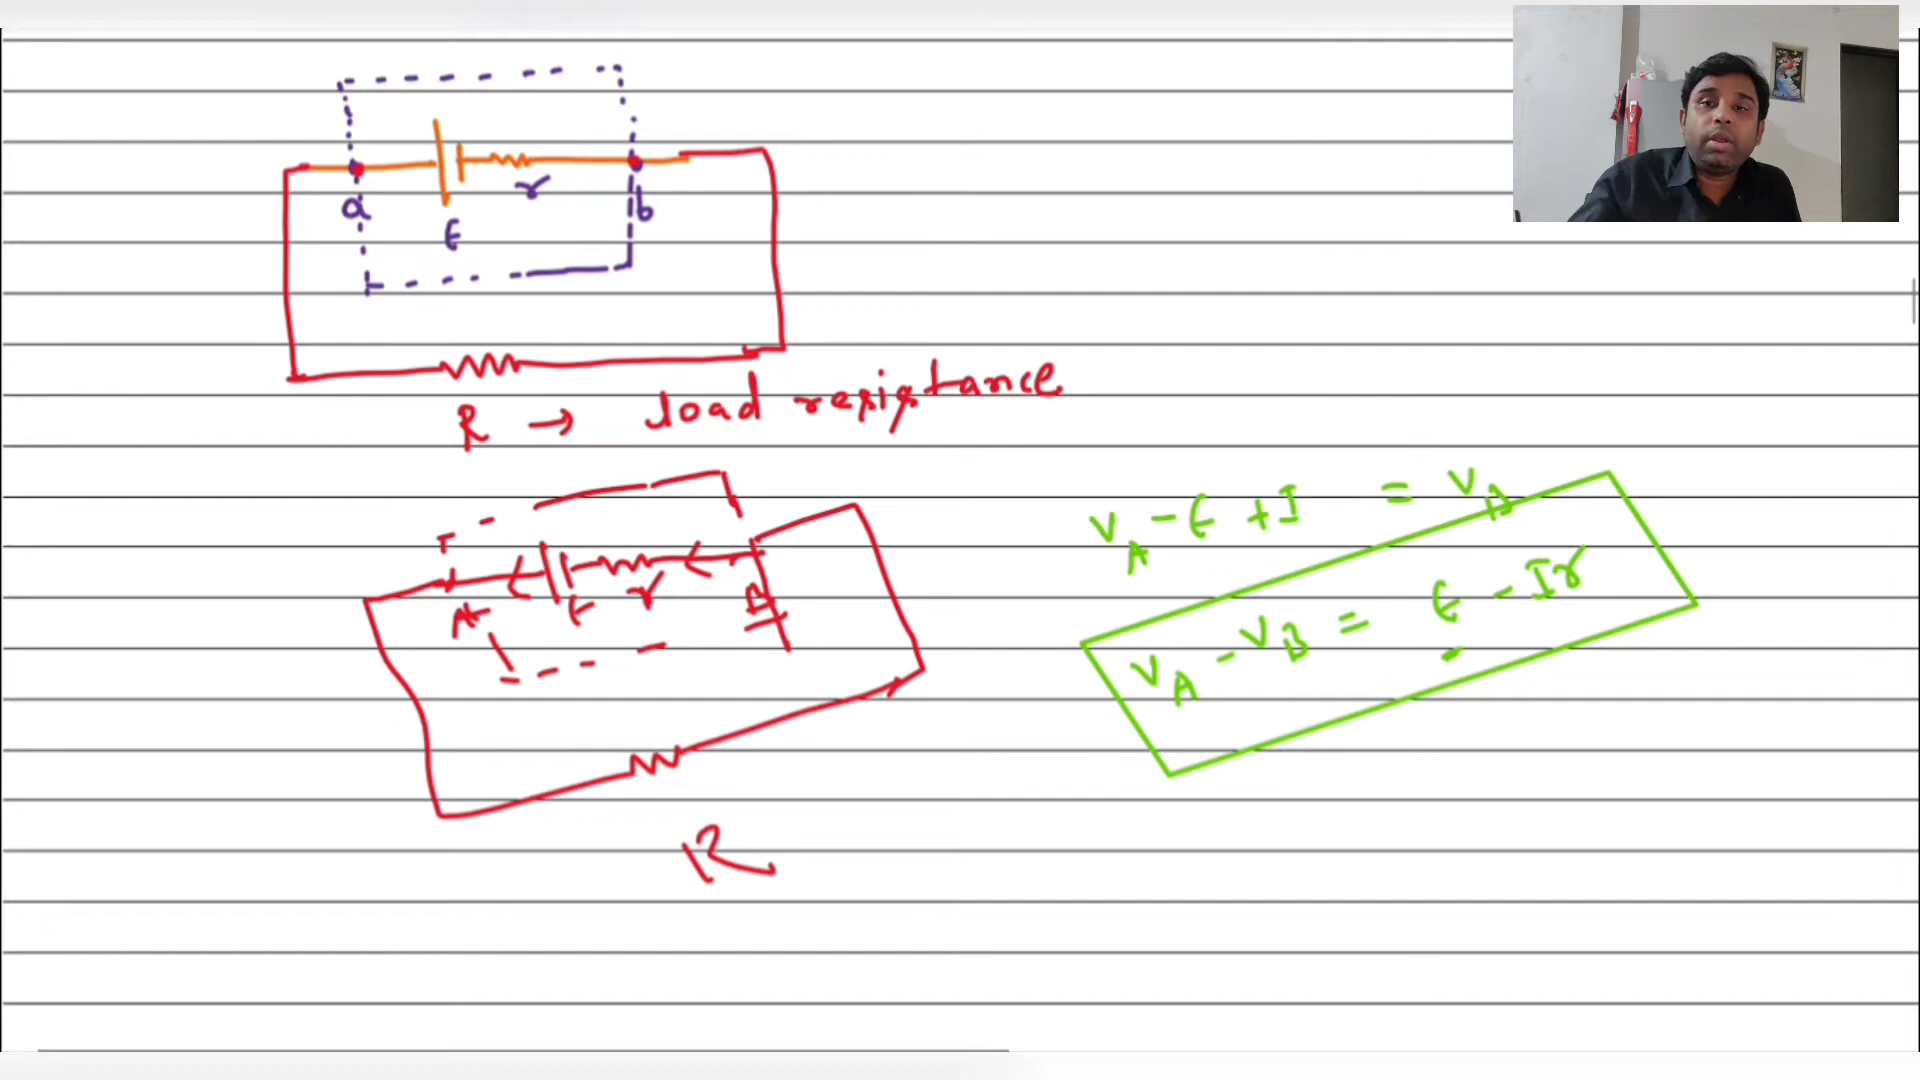 a
E
r
b
R → load resistance
A
E
r
B
R
V_A - E + I = V_B
V_A - V_B = E - Ir